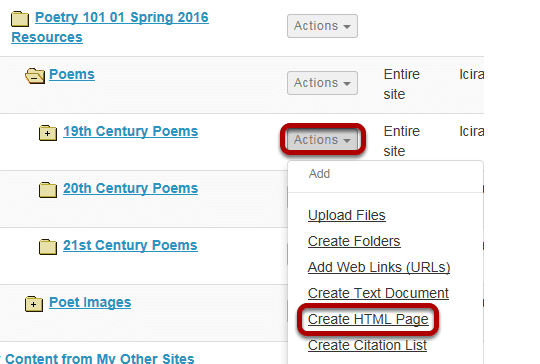 Poetry 101 01 Spring 2016
Resources
Actions
Poems
Actions
Entire
site
lcira
19th Century Poems
Actions
Entire
site
lcira
Add
20th Century Poems
Upload Files
Create Folders
21st Century Poems
Add Web Links (URLs)
Create Text Document
Poet Images
Create HTML Page
Create Citation List
Content from My Other Sites